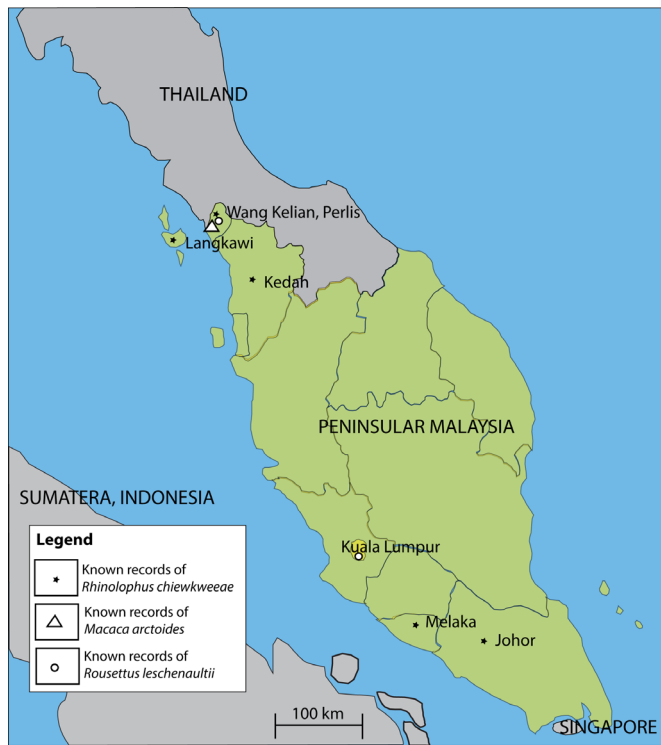 THAILAND
Wang Kelian, Perlis
Langkawi
Kedah
PENINSULAR MALAYSIA
SUMATERA, INDONESIA
Kuala Lumpur
Melaka
Johor
SINGAPORE
Legend
Known records of
Rhinolophus chiewkweeae
Known records of
Macaca arctoides
Known records of
Rousettus leschenaultii
100 km